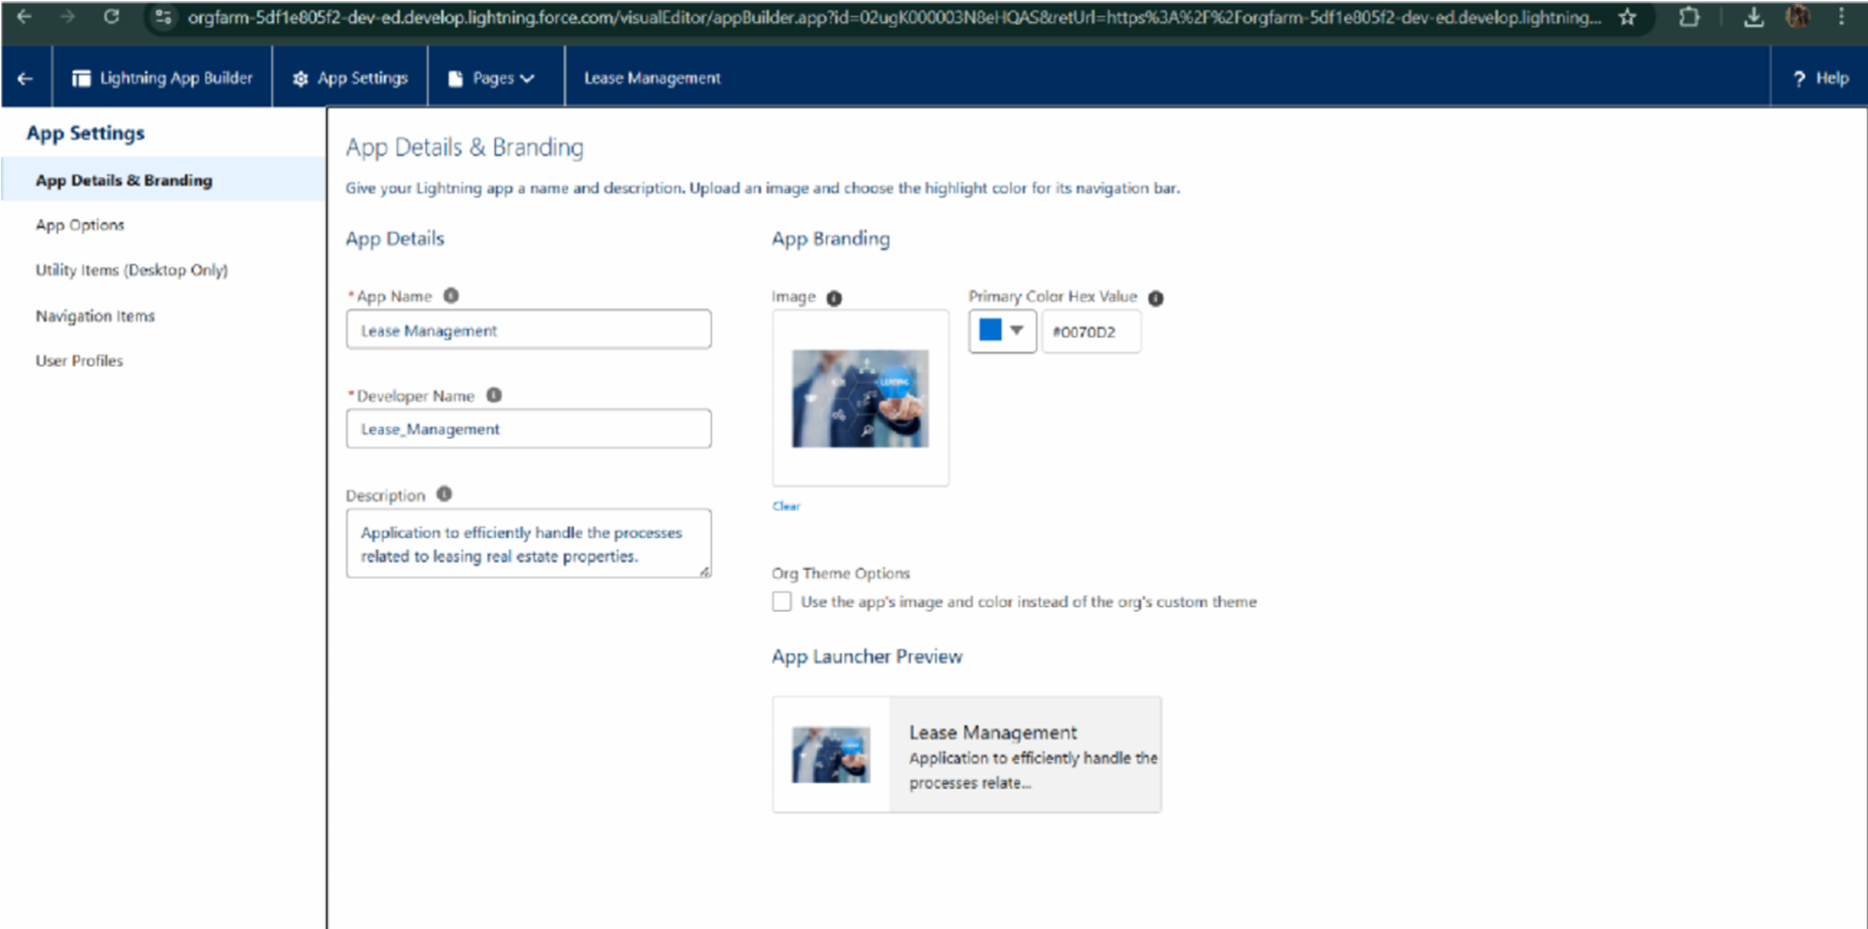 orgfarm-5df1e805f2-dev-ed.develop.lightning.force.com/visualEditor/appBuilder.app?id=02ugK000003N8eHQAS&retUrl=https%3A%2F%2Forgfarm-5df1e805f2-dev-ed.develop.lightning...
Lightning App Builder
App Settings
Pages
Lease Management
? Help
App Settings
App Details & Branding
App Options
Utility Items (Desktop Only)
Navigation Items
User Profiles
App Details & Branding
Give your Lightning app a name and description. Upload an image and choose the highlight color for its navigation bar.
App Details
*App Name
Lease Management
*Developer Name
Lease_Management
Description
Application to efficiently handle the processes
related to leasing real estate properties.
App Branding
Image
LEASING
Clear
Primary Color Hex Value
#0070D2
Org Theme Options
Use the app's image and color instead of the org's custom theme
App Launcher Preview
Lease Management
Application to efficiently handle the
processes relate...